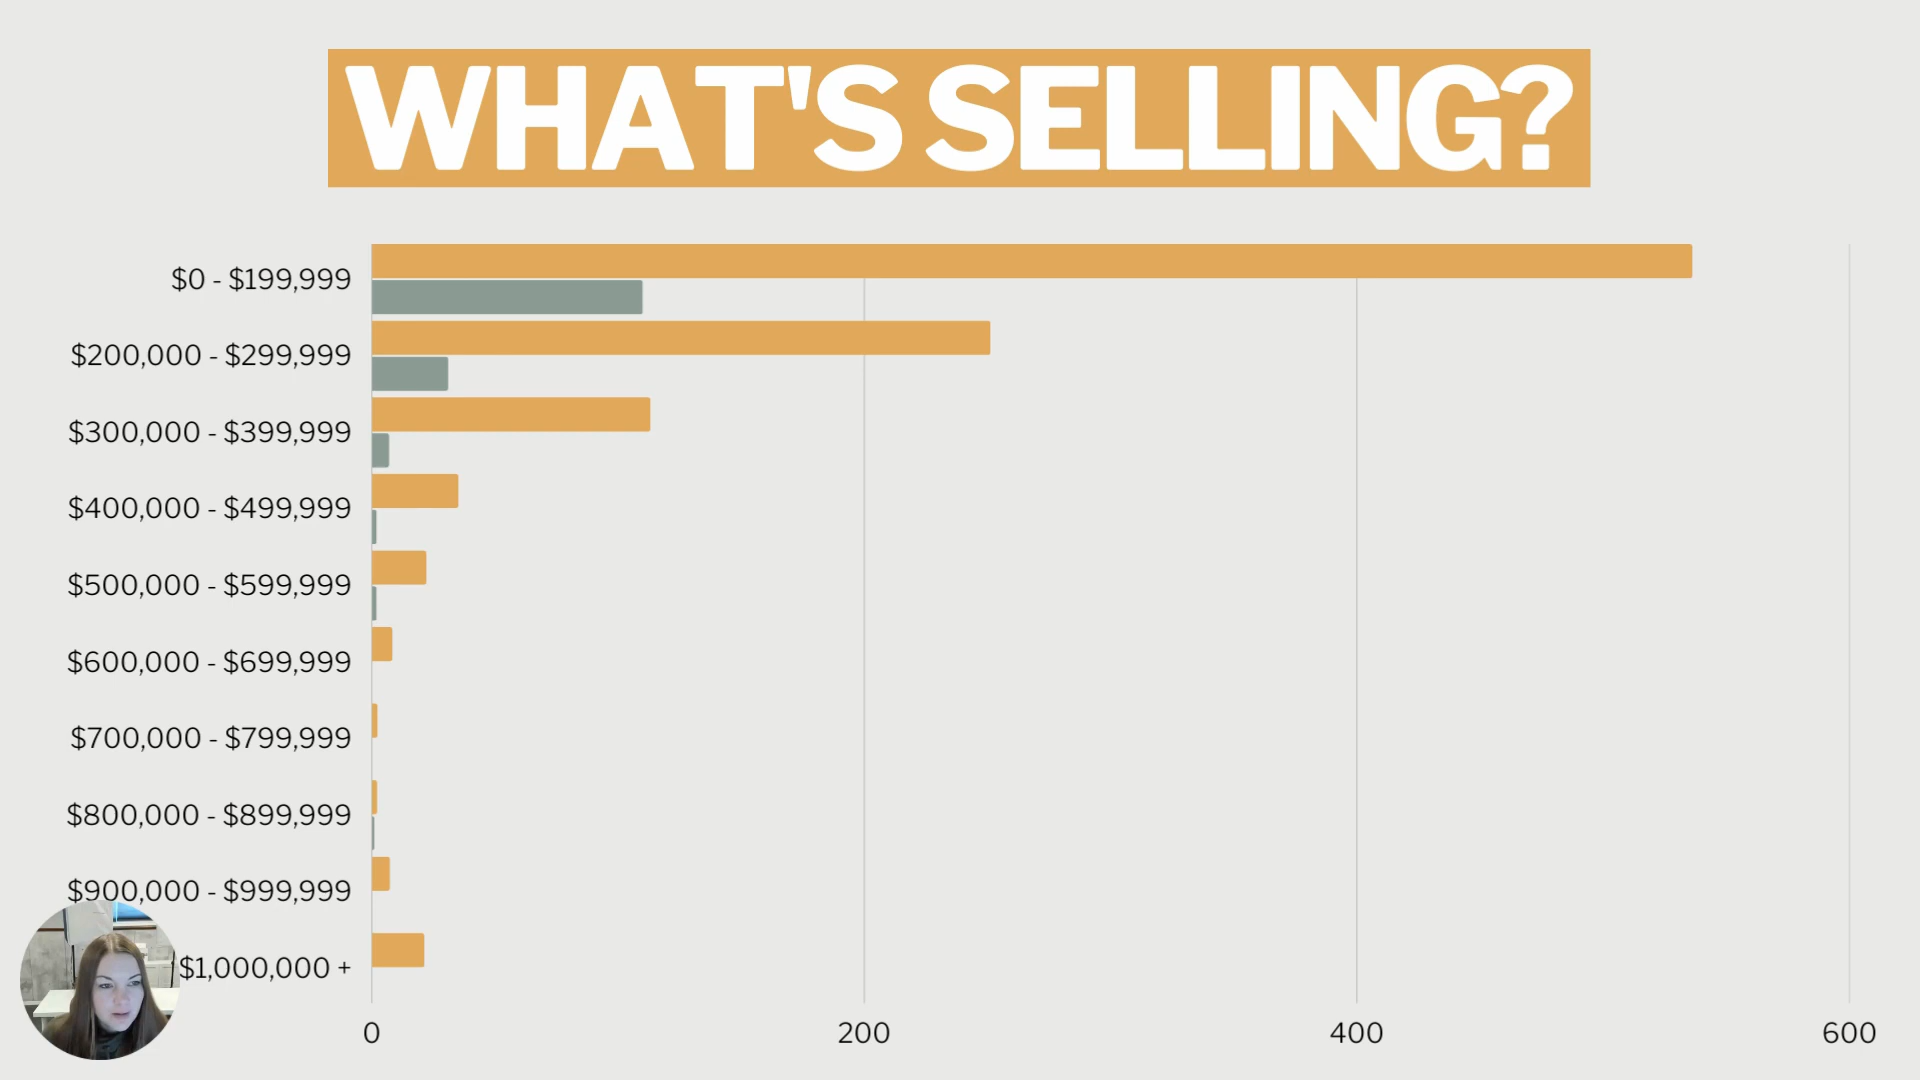 WHAT'S SELLING?
$0 - $199,999
$200,000 - $299,999
$300,000 - $399,999
$400,000 - $499,999
$500,000 - $599,999
$600,000 - $699,999
$700,000 - $799,999
$800,000 - $899,999
$900,000 - $999,999
$1,000,000 +
0 200 400 600